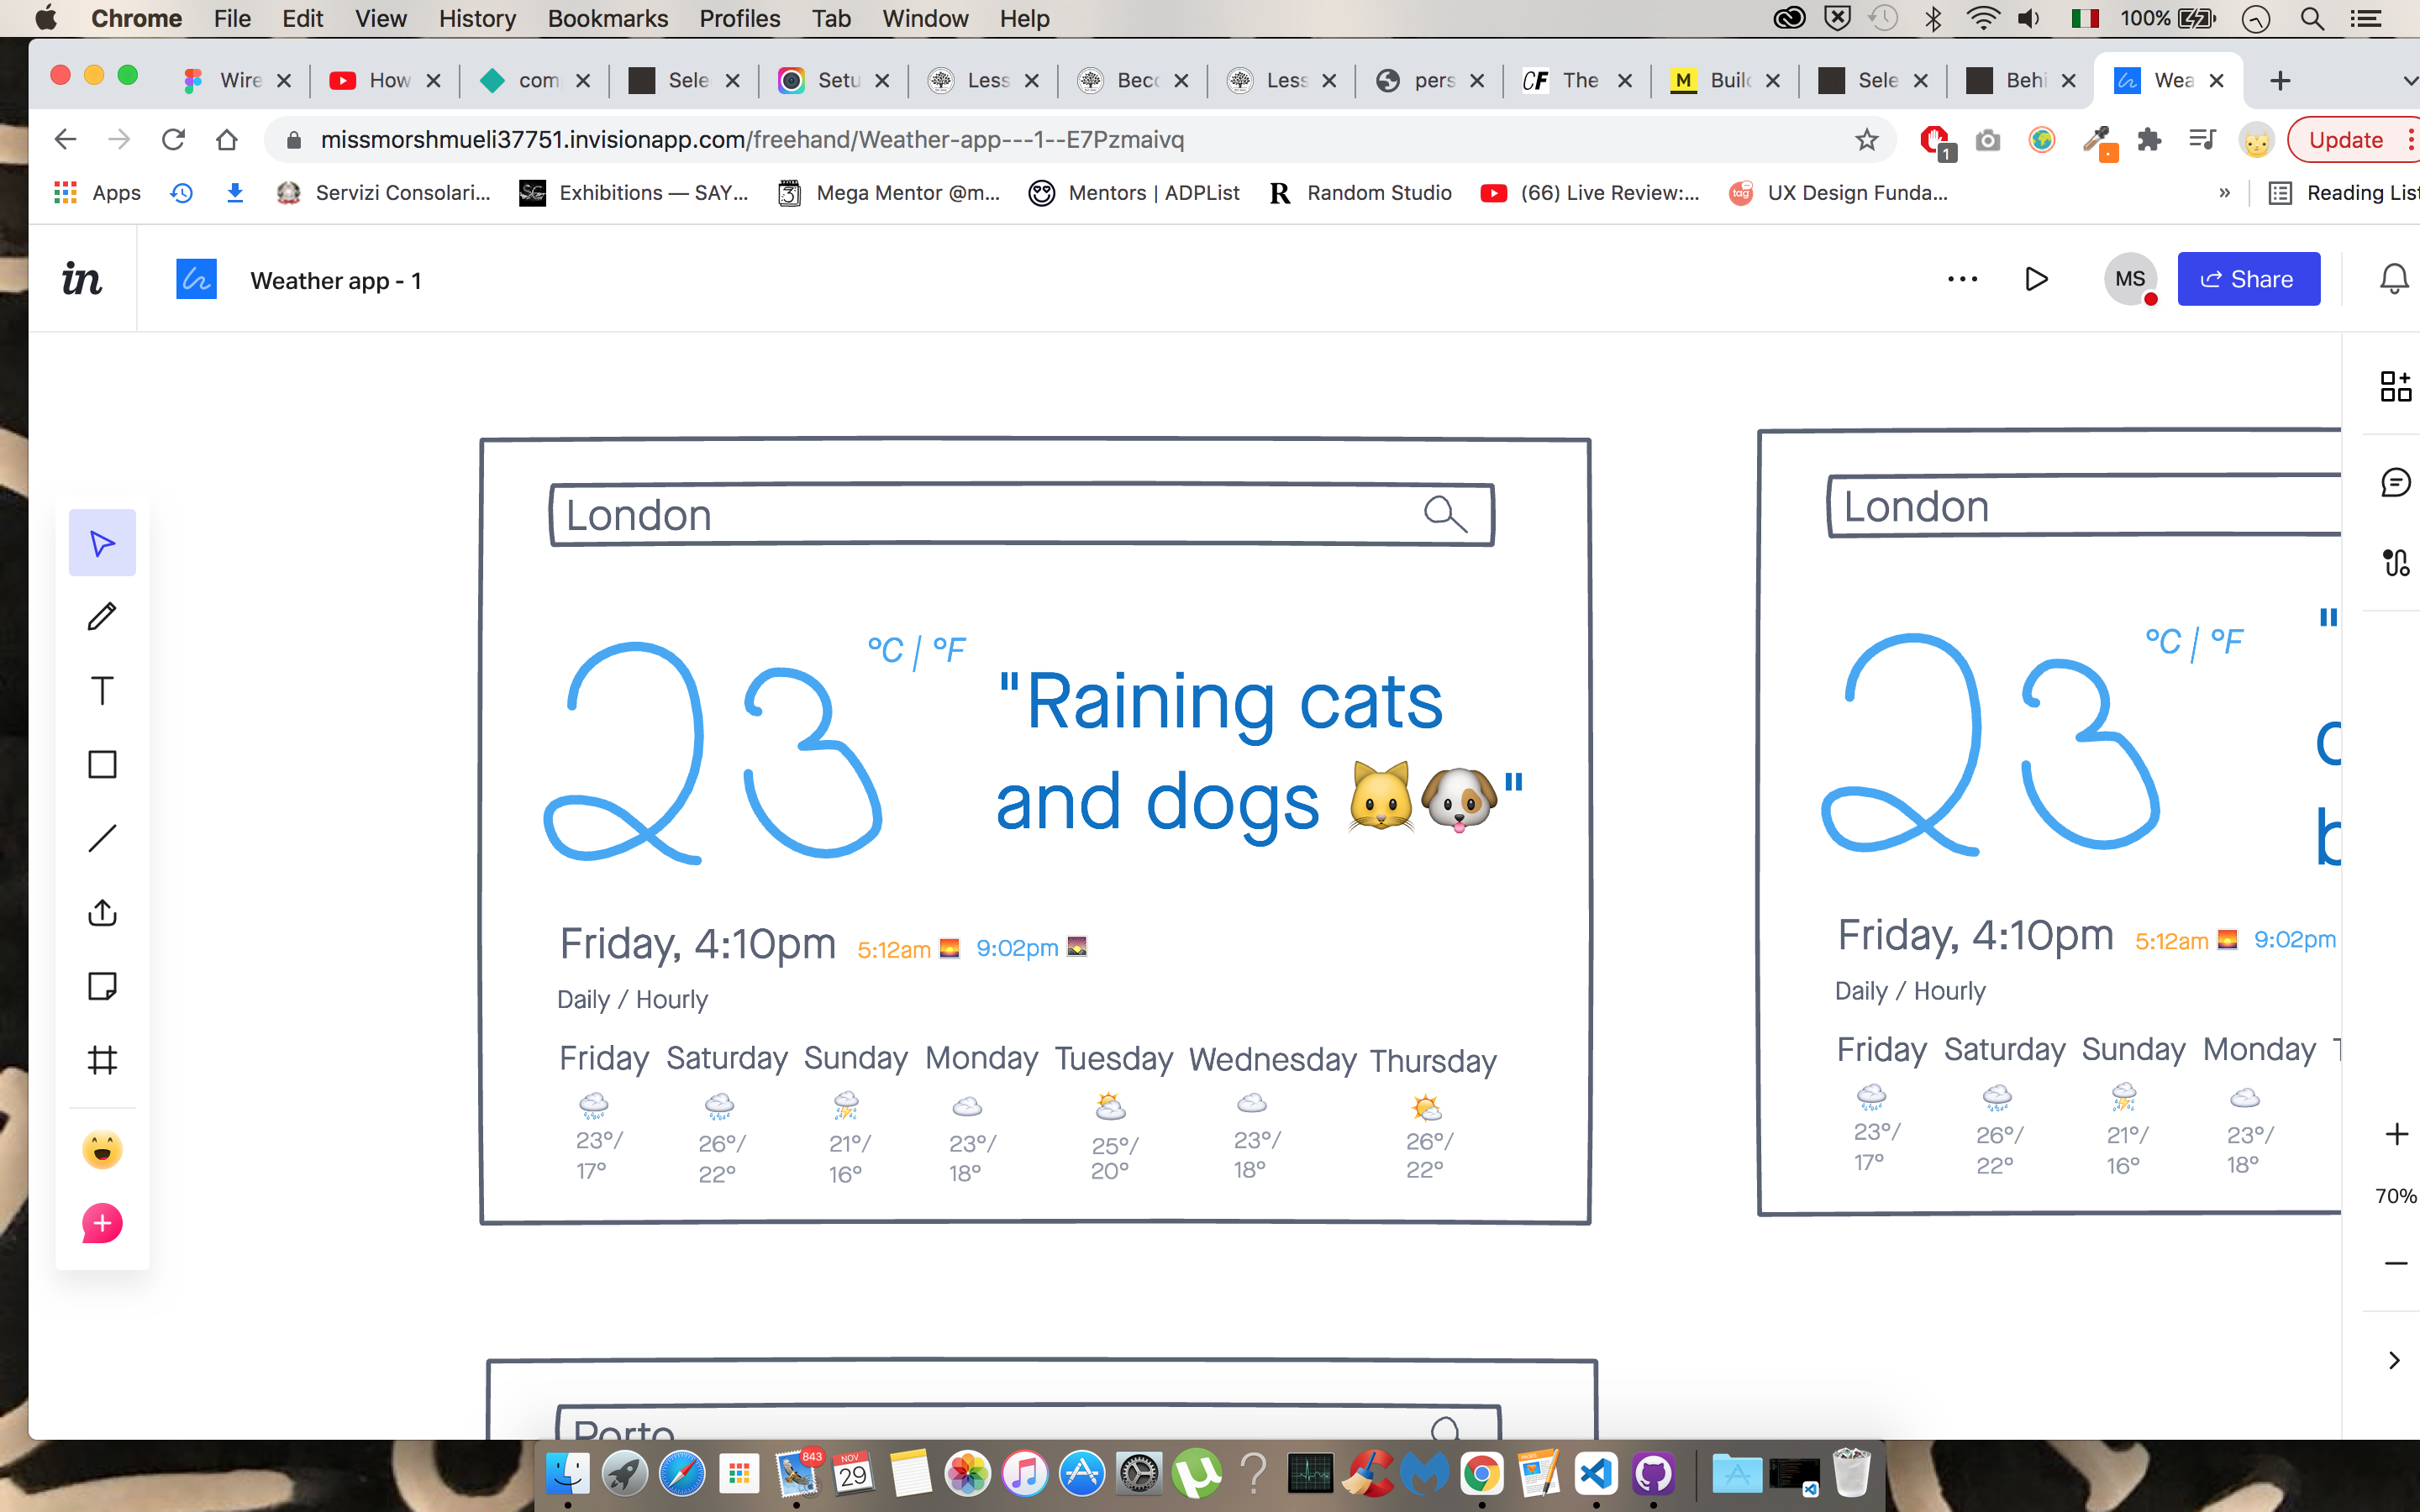 Chrome File Edit View History Bookmarks Profiles Tab Window Help 100%
Wire How com Sele Setu Less Becc Less pers CF The M Builc Sele Behi Wea
missmorshmueli37751.invisionapp.com/freehand/Weather-app---1--E7Pzmaivq
1 Update
Apps Servizi Consolari... SG Exhibitions — SAY... Mega Mentor @m... Mentors | ADPList R Random Studio (66) Live Review:... tag UX Design Funda... » Reading List
in Weather app - 1 ... MS Share
London
23 °C / °F
"Raining cats
and dogs 🐱🐶"
Friday, 4:10pm 5:12am 🌅 9:02pm 🌄
Daily / Hourly
Friday Saturday Sunday Monday Tuesday Wednesday Thursday
23°/ 26°/ 21°/ 23°/ 25°/ 23°/ 26°/
17° 22° 16° 18° 20° 18° 22°
London
23 °C / °F
"
Friday, 4:10pm 5:12am 🌅 9:02pm
Daily / Hourly
Friday Saturday Sunday Monday
23°/ 26°/ 21°/ 23°/
17° 22° 16° 18°
T
70%
Porto
843
NOV
29